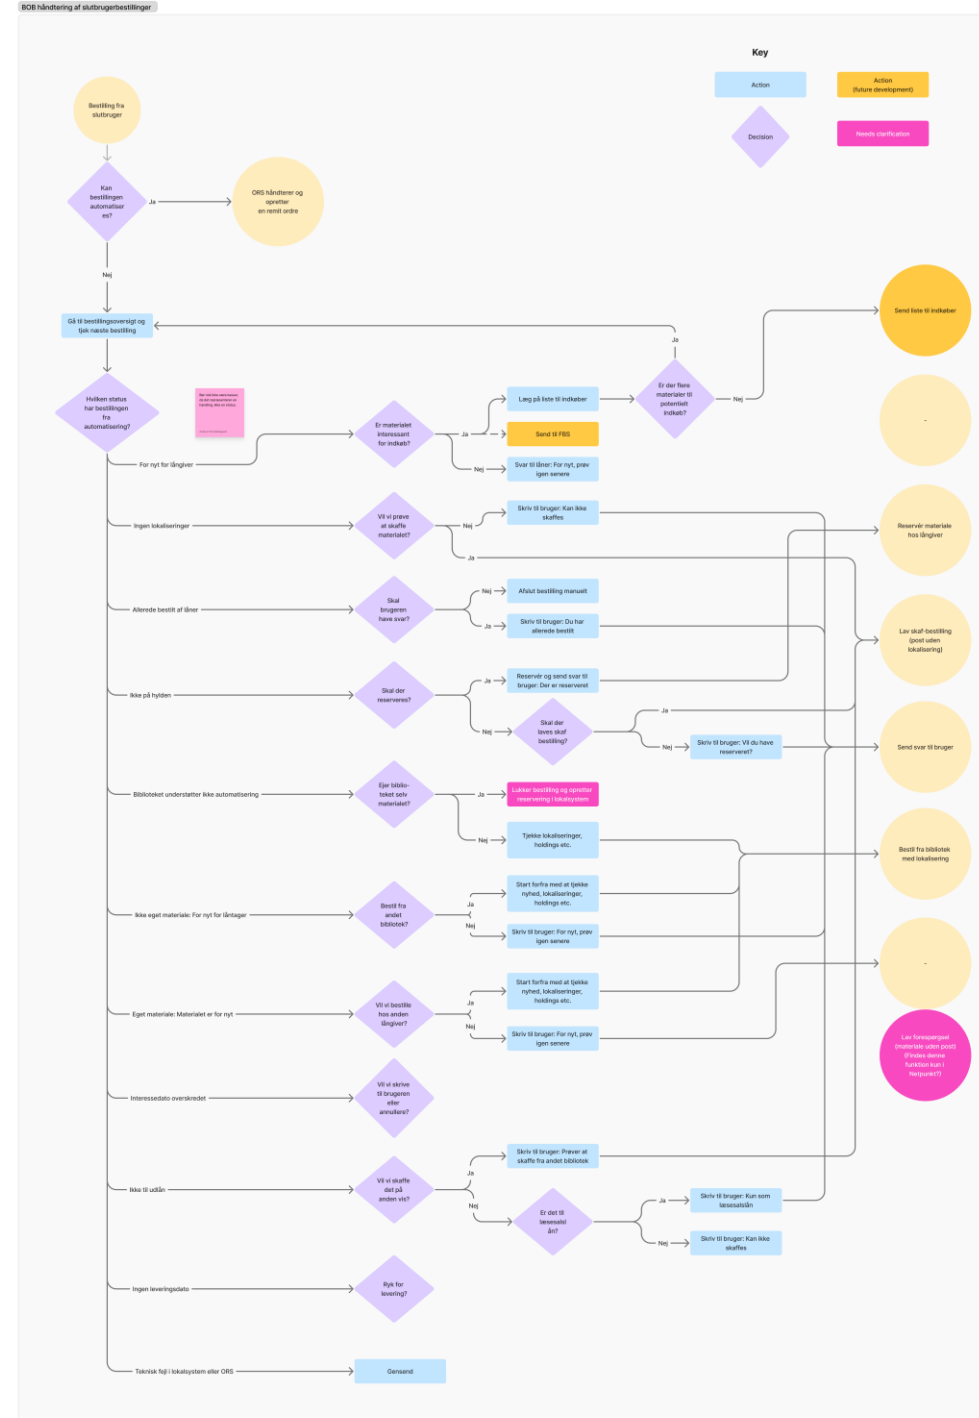 BOB håndtering af slutbrugerbestillinger
Key
Action
Action
(future development)
Decision
Needs clarification
Bestilling fra
slutbruger
Kan
bestillingen
automatiser
es?
Ja
ORS håndterer og
opretter
en remit ordre
Nej
Gå til bestillingsoversigt og
tjek næste bestilling
Send liste til indkøber
Ja
Hvilken status
har bestillingen
fra
automatisering?
Er der flere
materialer til
potentielt
indkøb?
Nej
Læg på liste til indkøber
-
Er materialet
interessant
for indkøb?
Ja
Send til FBS
For nyt for långiver
Nej
Svar til låner: For nyt, prøv
igen senere
Ingen lokaliseringer
Vil vi prøve
at skaffe
materialet?
Nej
Skriv til bruger: Kan ikke
skaffes
Ja
Reservér materiale
hos långiver
Allerede bestilt af låner
Skal
brugeren
have svar?
Nej
Afslut bestilling manuelt
Ja
Skriv til bruger: Du har
allerede bestilt
Lav skaf-bestilling
(post uden
lokalisering)
Ikke på hylden
Skal der
reserveres?
Ja
Reservér og send svar til
bruger: Der er reserveret
Nej
Skal der
laves skaf
bestilling?
Ja
Nej
Skriv til bruger: Vil du have
reserveret?
Send svar til bruger
Biblioteket understøtter ikke automatisering
Ejer biblio-
teket selv
materialet?
Ja
Lukker bestilling og opretter
reservering i lokalsystem
Nej
Tjekke lokaliseringer,
holdings etc.
Bestil fra bibliotek
med lokalisering
Ikke eget materiale: For nyt for låntager
Bestil fra
andet
bibliotek?
Ja
Start forfra med at tjekke
nyhed, lokaliseringer,
holdings etc.
Nej
Skriv til bruger: For nyt, prøv
igen senere
-
Eget materiale: Materialet er for nyt
Vil vi bestille
hos anden
långiver?
Ja
Start forfra med at tjekke
nyhed, lokaliseringer,
holdings etc.
Nej
Skriv til bruger: For nyt, prøv
igen senere
Lav forespørgsel
(materiale uden post)
(Findes denne
funktion kun i
Netpunkt?)
Interessedato overskredet
Vil vi skrive
til brugeren
eller
annullere?
Ikke til udlån
Vil vi skaffe
det på
anden vis?
Ja
Skriv til bruger: Prøver at
skaffe fra andet bibliotek
Nej
Er det til
læsesalsl
ån?
Ja
Skriv til bruger: Kun som
læsesalslån
Nej
Skriv til bruger: Kan ikke
skaffes
Ingen leveringsdato
Ryk for
levering?
Teknisk fejl i lokalsystem eller ORS
Gensend